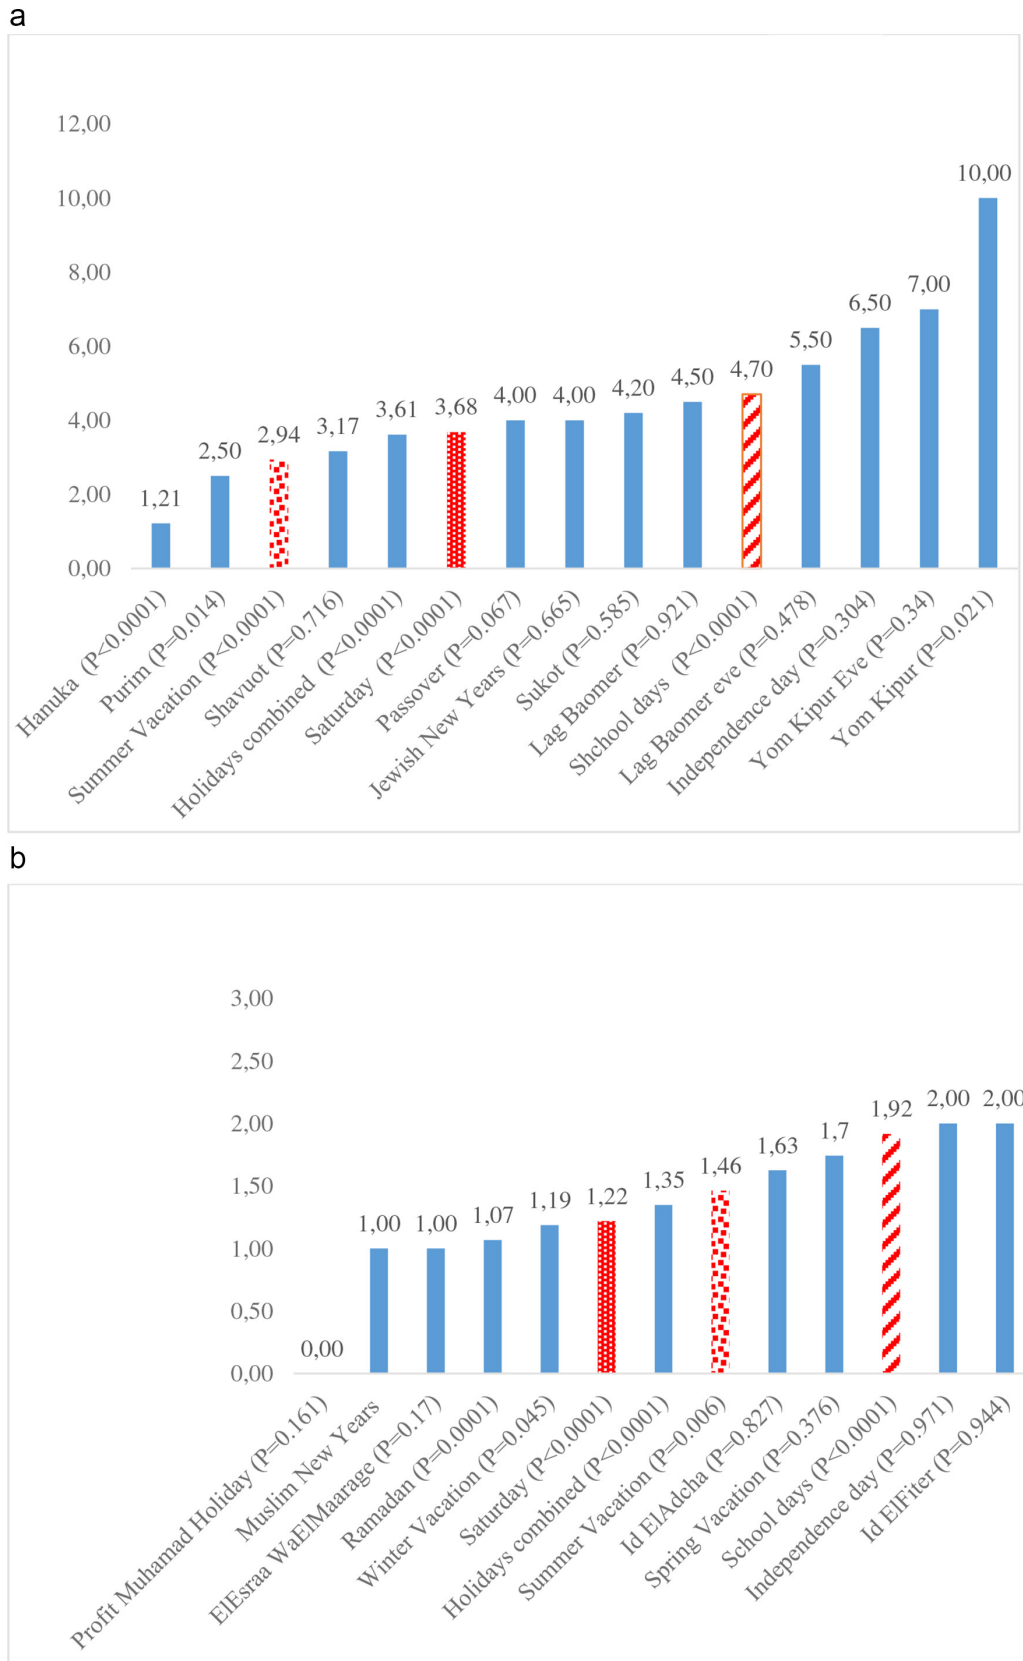 a
12,00
10,00
8,00
6,00
4,00
2,00
0,00
1,21
2,50
2,94
3,17
3,61
3,68
4,00
4,00
4,20
4,50
4,70
5,50
6,50
7,00
10,00
Hanuka (P<0.0001)
Purim (P=0.014)
Summer Vacation (P<0.0001)
Shavuot (P=0.716)
Holidays combined (P<0.0001)
Saturday (P<0.0001)
Passover (P=0.067)
Jewish New Years (P=0.665)
Sukot (P=0.585)
Lag Baomer (P=0.921)
Shchool days (P<0.0001)
Lag Baomer eve (P=0.478)
Independence day (P=0.304)
Yom Kipur Eve (P=0.34)
Yom Kipur (P=0.021)
b
3,00
2,50
2,00
1,50
1,00
0,50
0,00
0,00
1,00
1,00
1,07
1,19
1,22
1,35
1,46
1,63
1,7
1,92
2,00
2,00
Profit Muhamad Holiday (P=0.161)
Muslim New Years
ElEsraa WaElMaarage (P=0.17)
Ramadan (P=0.0001)
Winter Vacation (P=0.045)
Saturday (P<0.0001)
Holidays combined (P<0.0001)
Summer Vacation (P=0.006)
Id ElAdcha (P=0.827)
Spring Vacation (P=0.376)
School days (P<0.0001)
Independence day (P=0.971)
Id ElFiter (P=0.944)